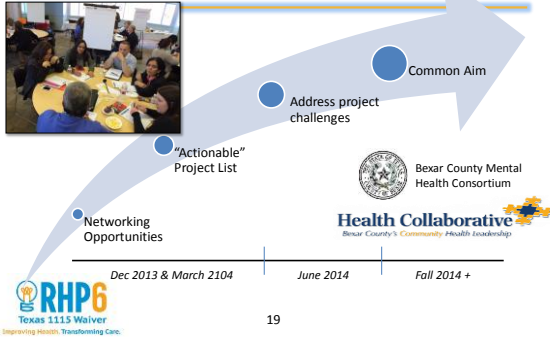 Common Aim
Address project
challenges
"Actionable"
Project List
Networking
Opportunities
Bexar County Mental
Health Consortium
Health Collaborative
Bexar County's Community Health Leadership
Dec 2013 & March 2104
June 2014
Fall 2014 +
RHP6
Texas 1115 Waiver
Improving Health. Transforming Care.
19